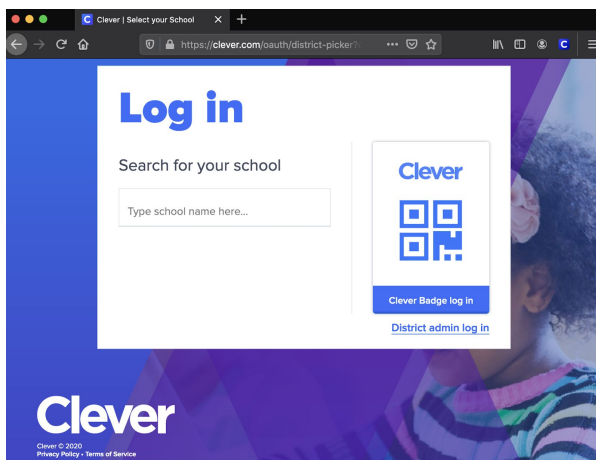 Clever | Select your School
https://clever.com/oauth/district-picker?
Log in
Search for your school
Type school name here...
Clever
Clever Badge log in
District admin log in
Clever
Clever © 2020
Privacy Policy • Terms of Service